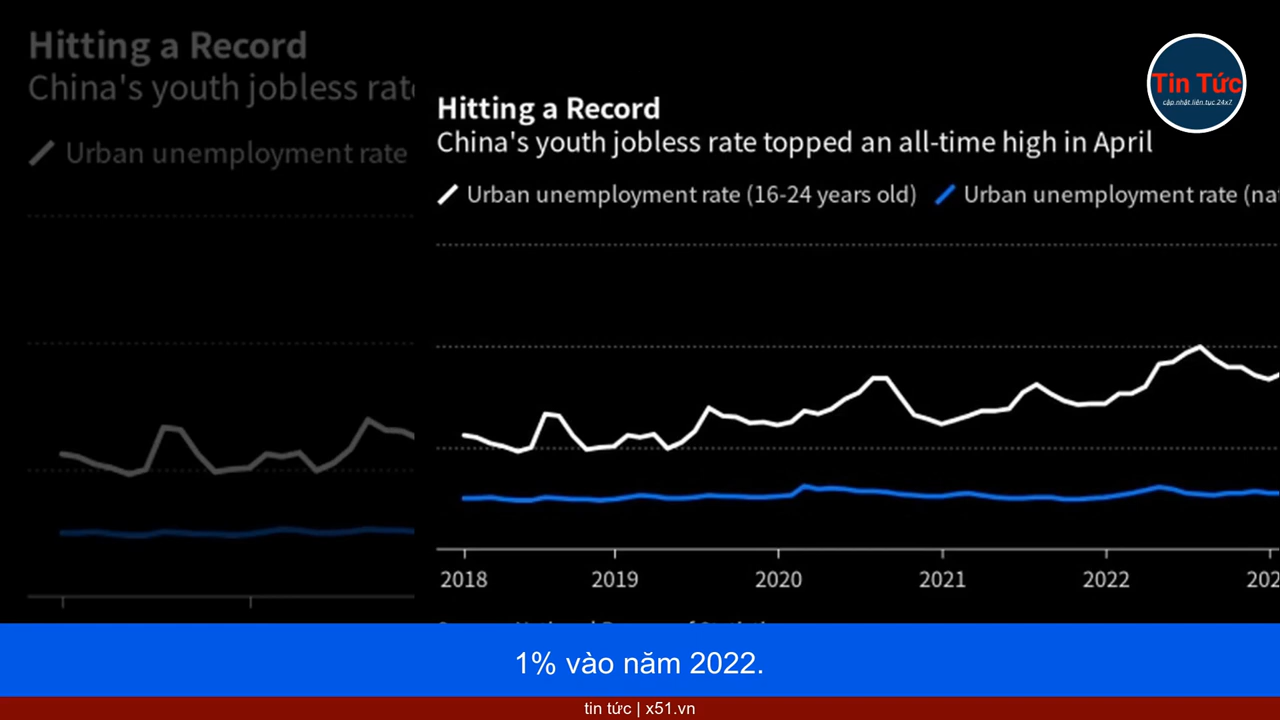 Hitting a Record
China's youth jobless rate
Urban unemployment rate
Hitting a Record
China's youth jobless rate topped an all-time high in April
Urban unemployment rate (16-24 years old) Urban unemployment rate
2018 2019 2020 2021 2022
Tin Tức
cập nhật liên tục 24x7
1% vào năm 2022.
tin tức | x51.vn